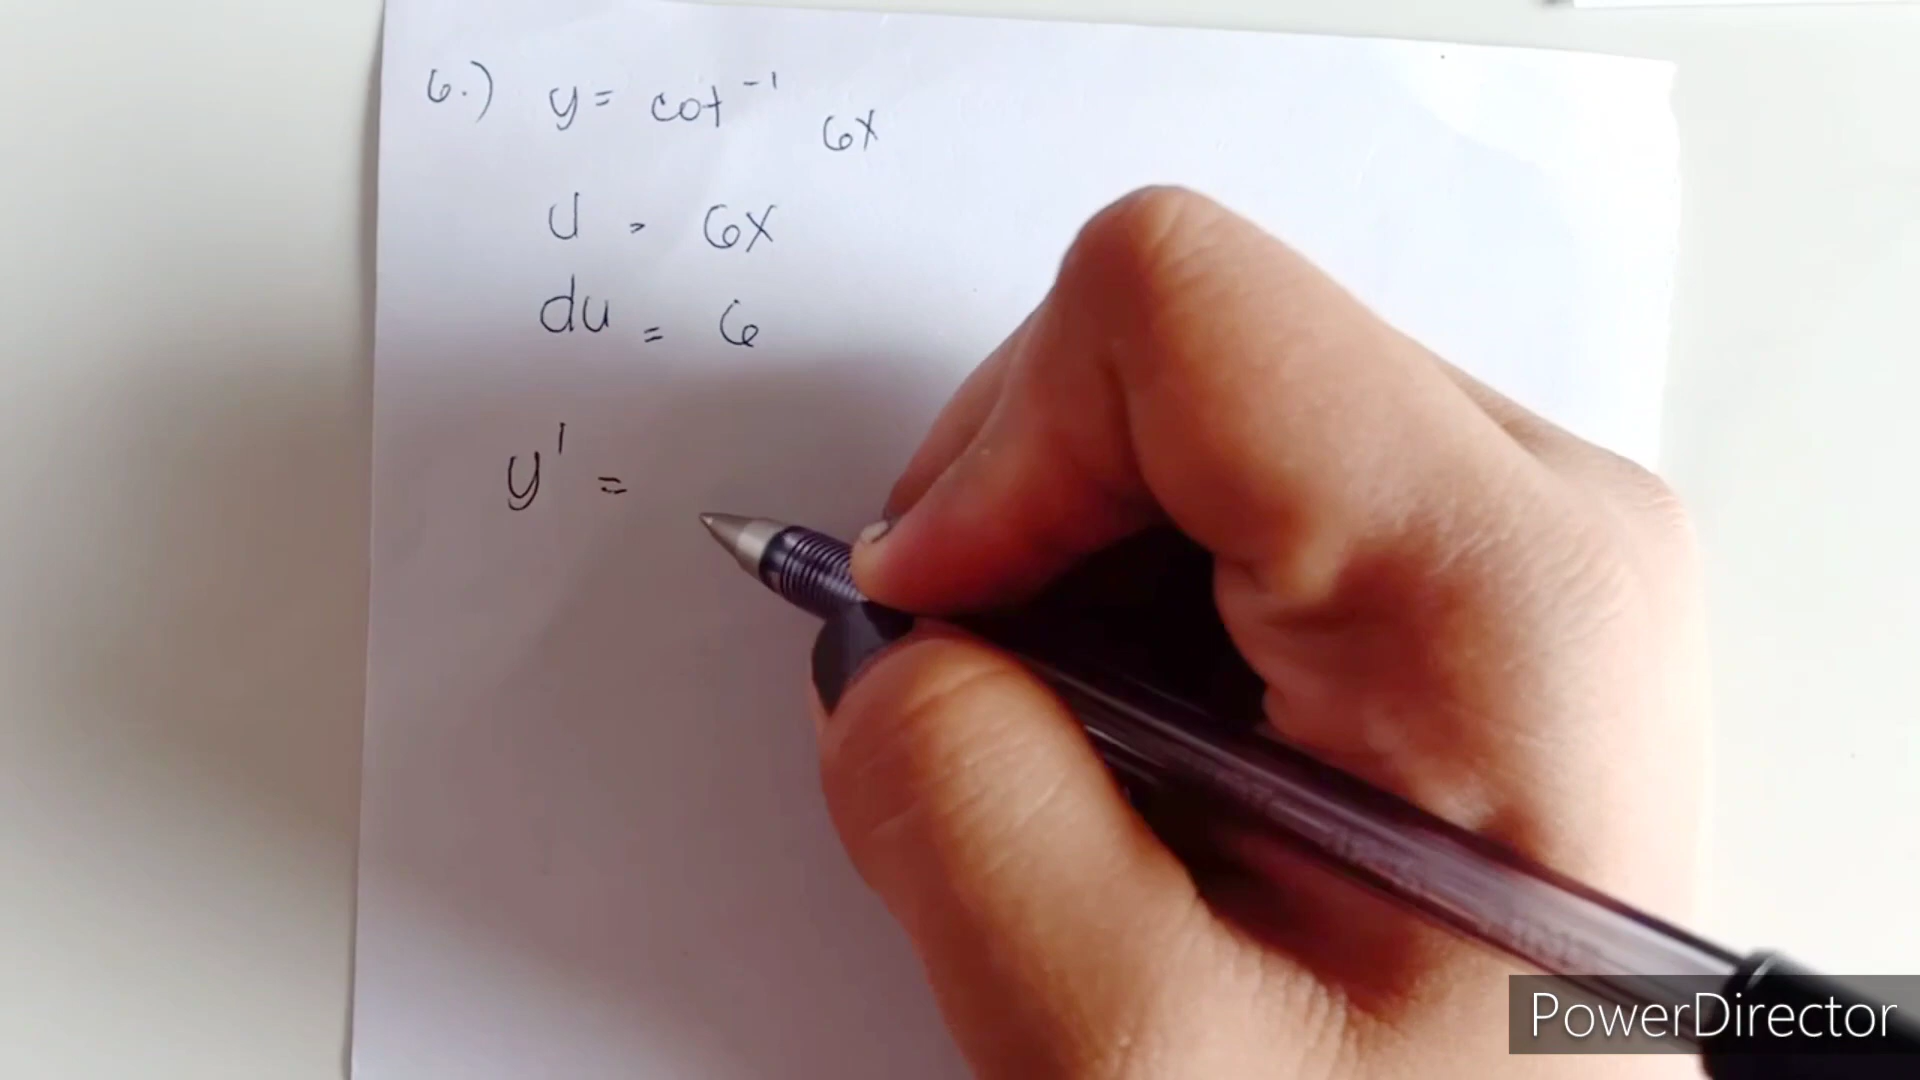 6.) y = cot⁻¹ 6x
u = 6x
du = 6
y' =
PowerDirector